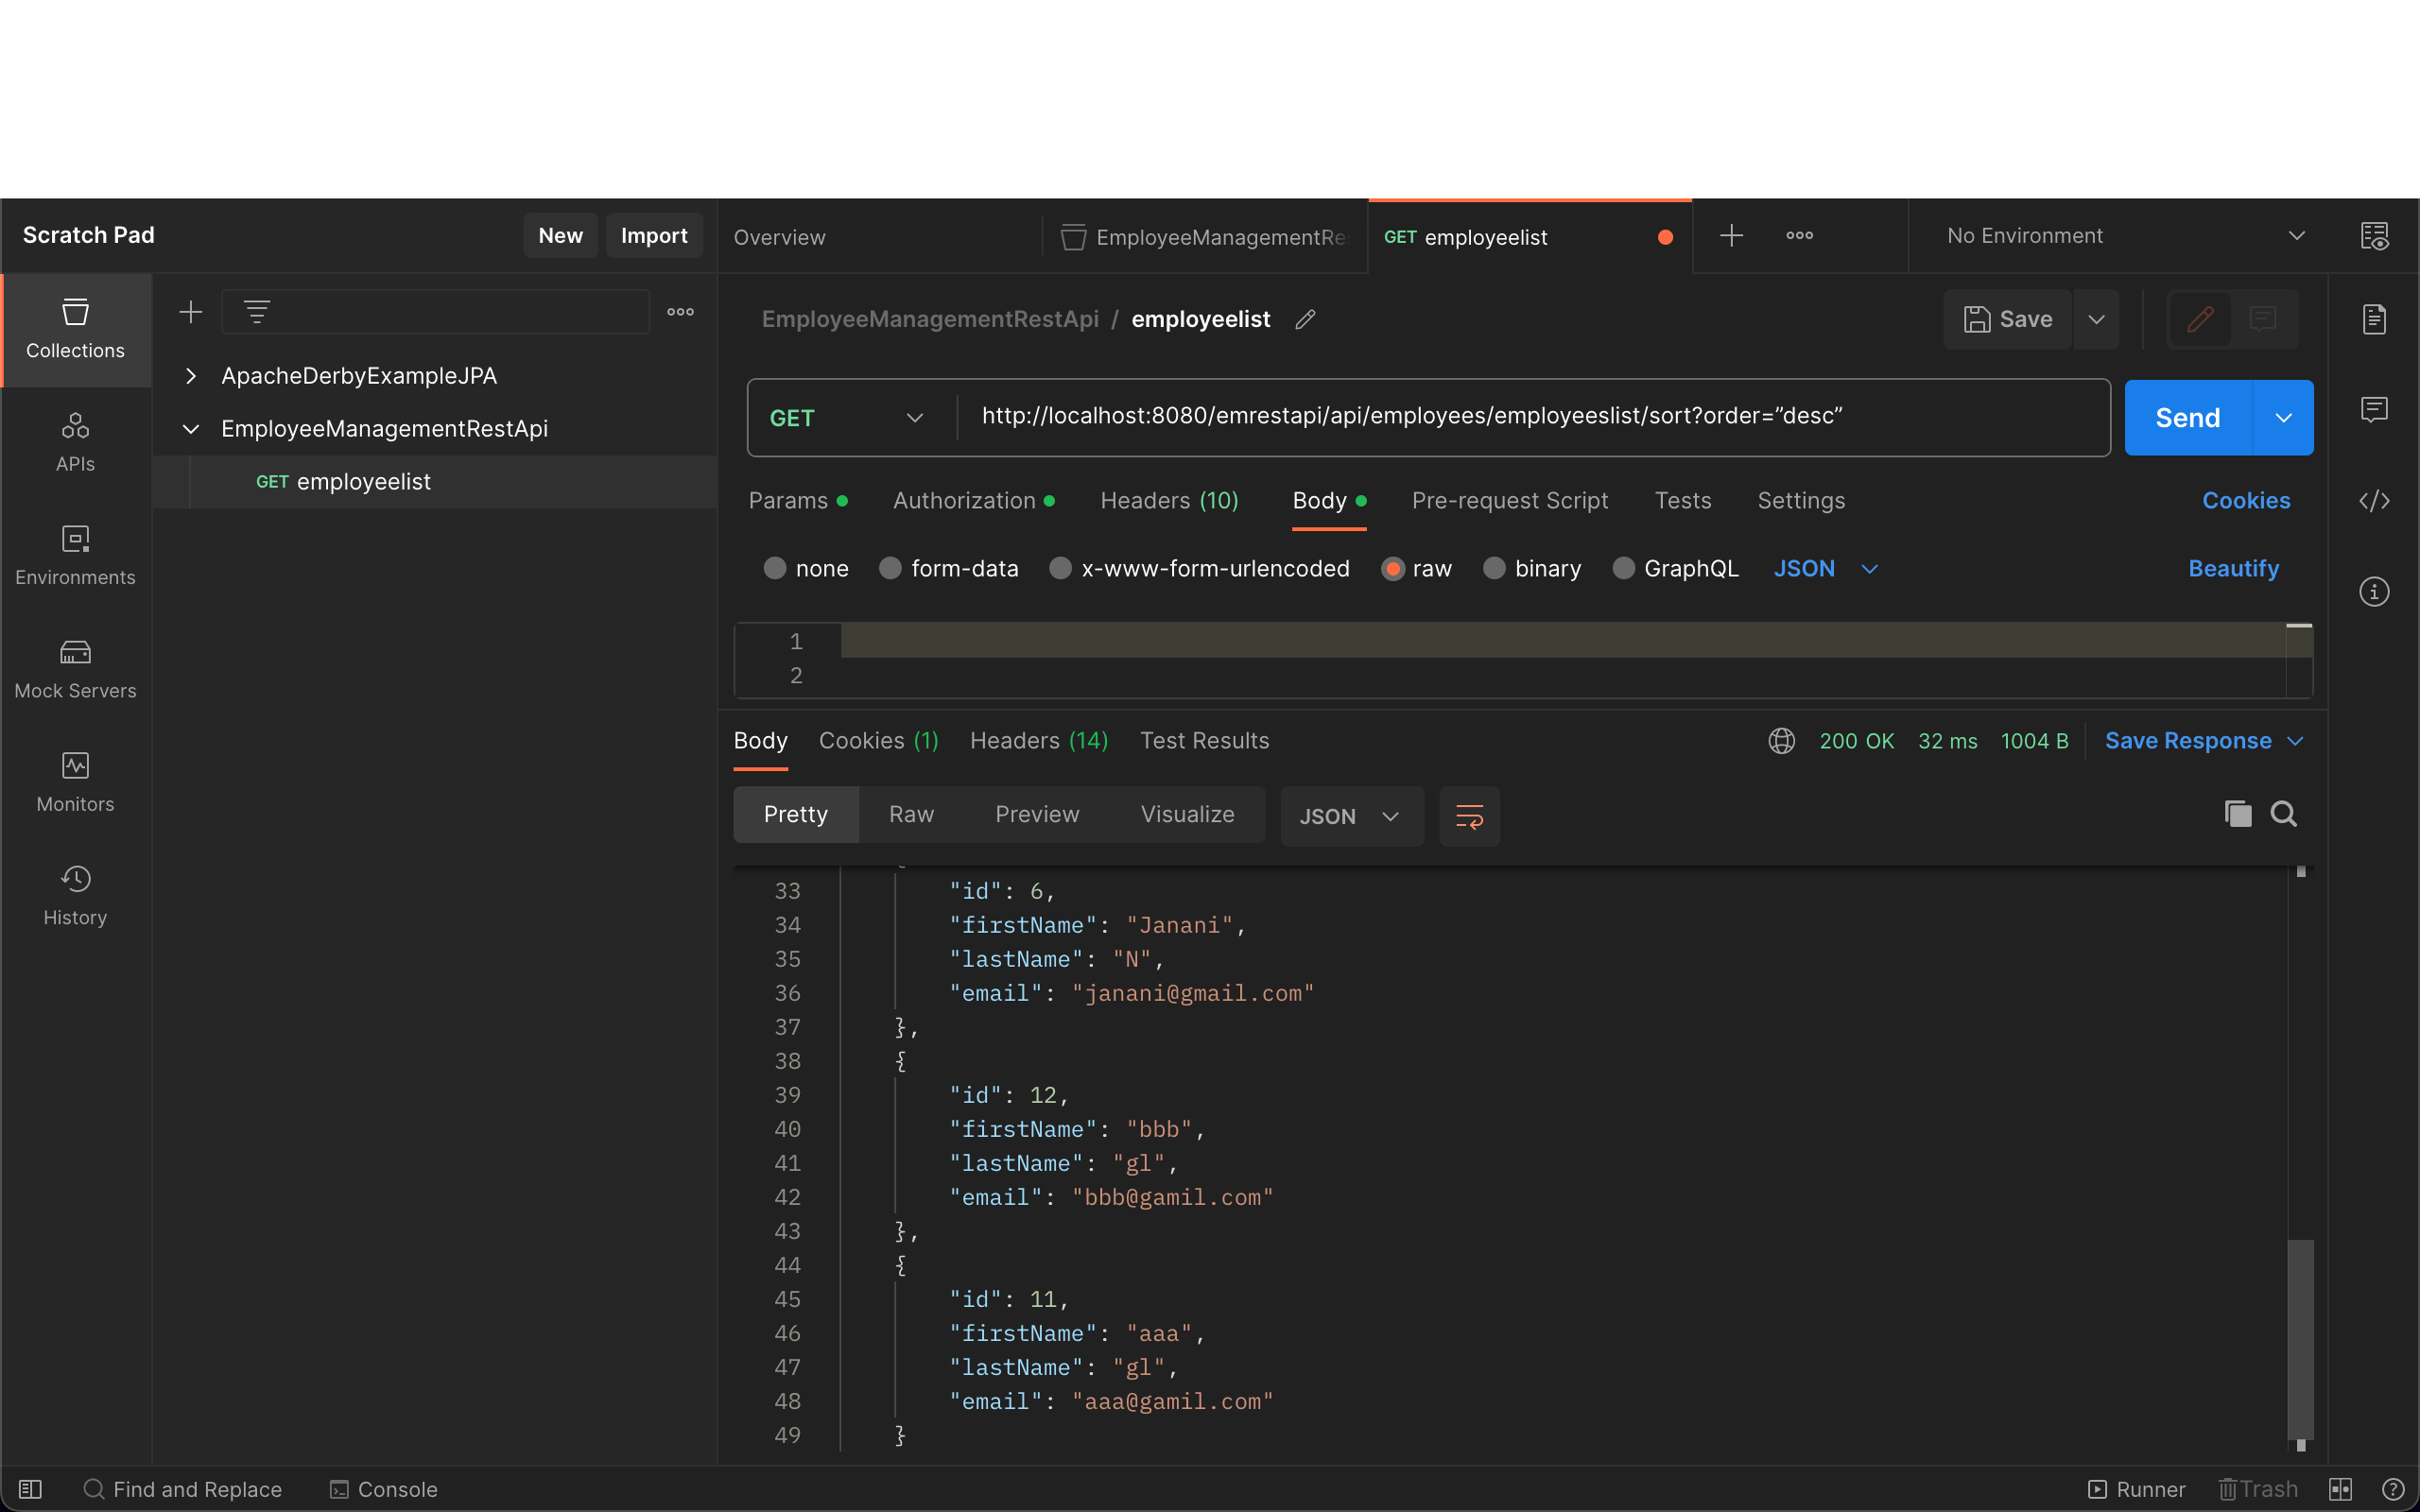 Scratch Pad
New
Import
Overview
EmployeeManagementRe
GET employeelist
No Environment
Collections
APIs
Environments
Mock Servers
Monitors
History
ApacheDerbyExampleJPA
EmployeeManagementRestApi
GET employeelist
EmployeeManagementRestApi / employeelist
Save
GET
http://localhost:8080/emrestapi/api/employees/employeeslist/sort?order=”desc”
Send
Params
Authorization
Headers (10)
Body
Pre-request Script
Tests
Settings
Cookies
none
form-data
x-www-form-urlencoded
raw
binary
GraphQL
JSON
Beautify
1
2
Body
Cookies (1)
Headers (14)
Test Results
200 OK
32 ms
1004 B
Save Response
Pretty
Raw
Preview
Visualize
JSON
33 "id": 6,
34 "firstName": "Janani",
35 "lastName": "N",
36 "email": "janani@gmail.com"
37 },
38 {
39 "id": 12,
40 "firstName": "bbb",
41 "lastName": "gl",
42 "email": "bbb@gamil.com"
43 },
44 {
45 "id": 11,
46 "firstName": "aaa",
47 "lastName": "gl",
48 "email": "aaa@gamil.com"
49 }
Find and Replace
Console
Runner
Trash